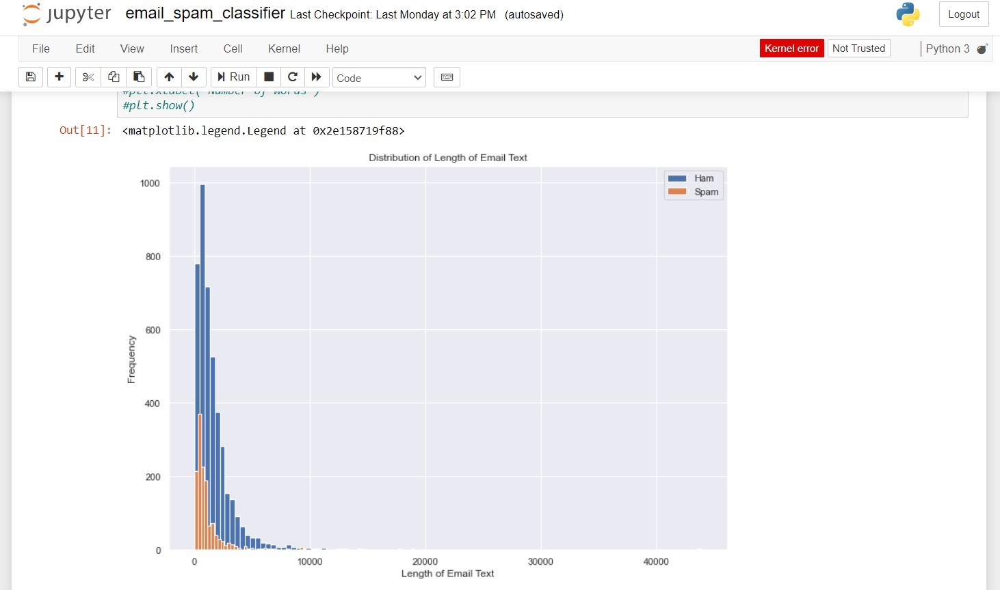 jupyter email_spam_classifier Last Checkpoint: Last Monday at 3:02 PM (autosaved) Logout
File Edit View Insert Cell Kernel Help Kernel error Not Trusted Python 3
Run Code
#plt.xlabel("Number of Words")
#plt.show()
Out[11]: <matplotlib.legend.Legend at 0x2e158719f88>
Distribution of Length of Email Text
Ham
Spam
1000
800
600
400
200
0
Frequency
0 10000 20000 30000 40000
Length of Email Text